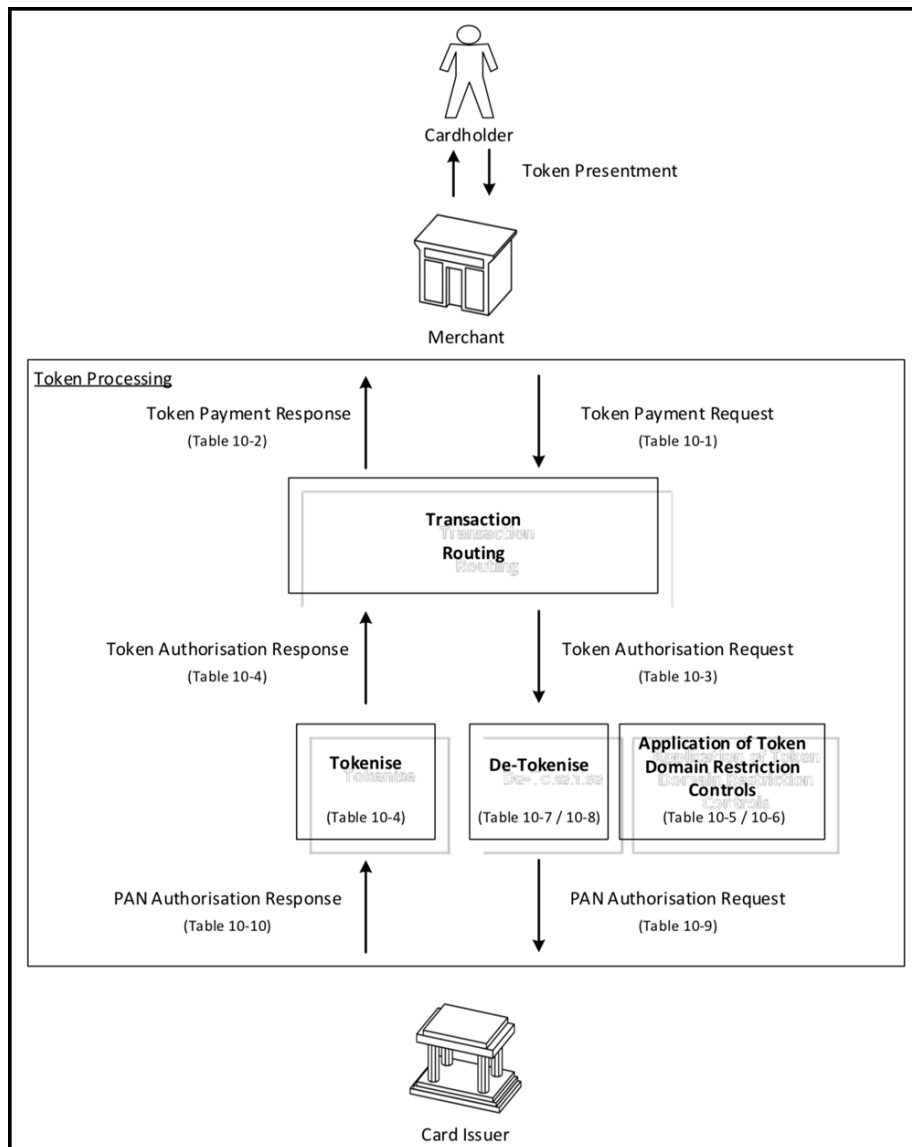 Cardholder
Token Presentment
Merchant
Token Processing
Token Payment Response
(Table 10-2)
Token Payment Request
(Table 10-1)
Transaction
Routing
Token Authorisation Response
(Table 10-4)
Token Authorisation Request
(Table 10-3)
Tokenise
(Table 10-4)
De-Tokenise
(Table 10-7 / 10-8)
Application of Token
Domain Restriction
Controls
(Table 10-5 / 10-6)
PAN Authorisation Response
(Table 10-10)
PAN Authorisation Request
(Table 10-9)
Card Issuer